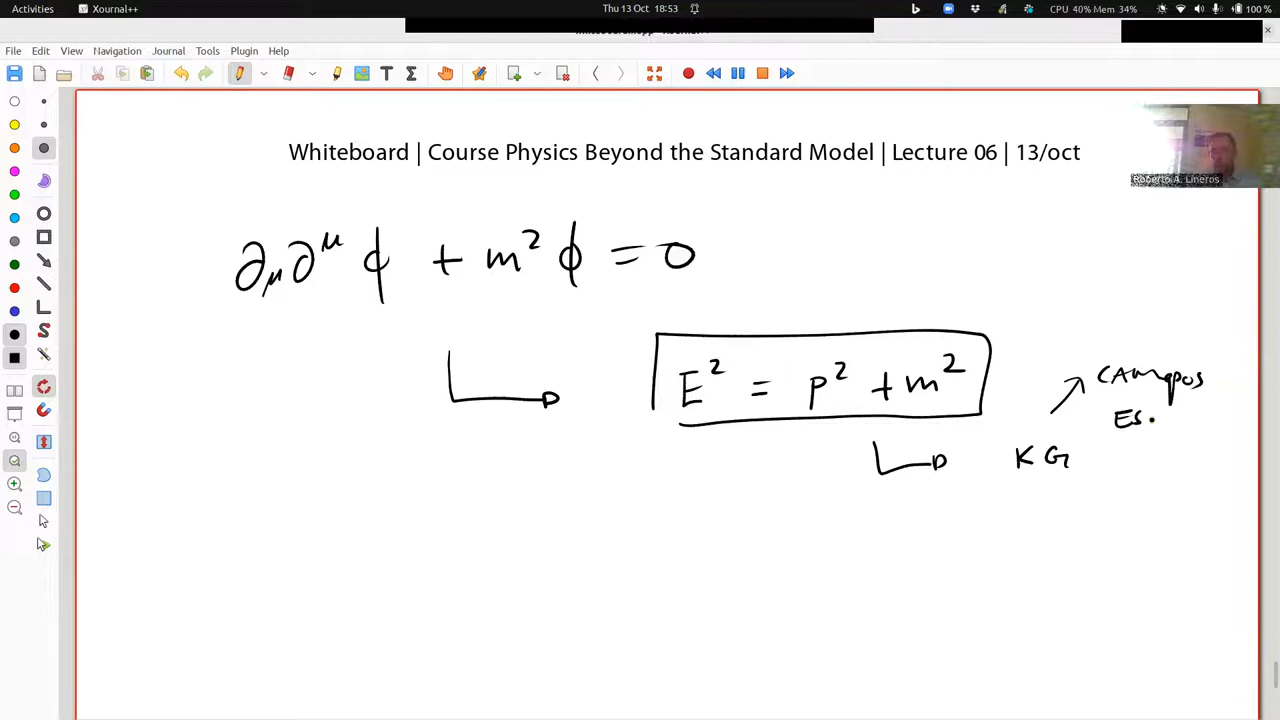 Activities Xournal++ Thu 13 Oct 18:53 CPU 40% Mem 34% 100 %
File Edit View Navigation Journal Tools Plugin Help
Whiteboard | Course Physics Beyond the Standard Model | Lecture 06 | 13/oct
Roberto A. Lineros
∂μ∂^μ ϕ + m² ϕ = 0
E² = p² + m²
CAmpos
Es.
KG